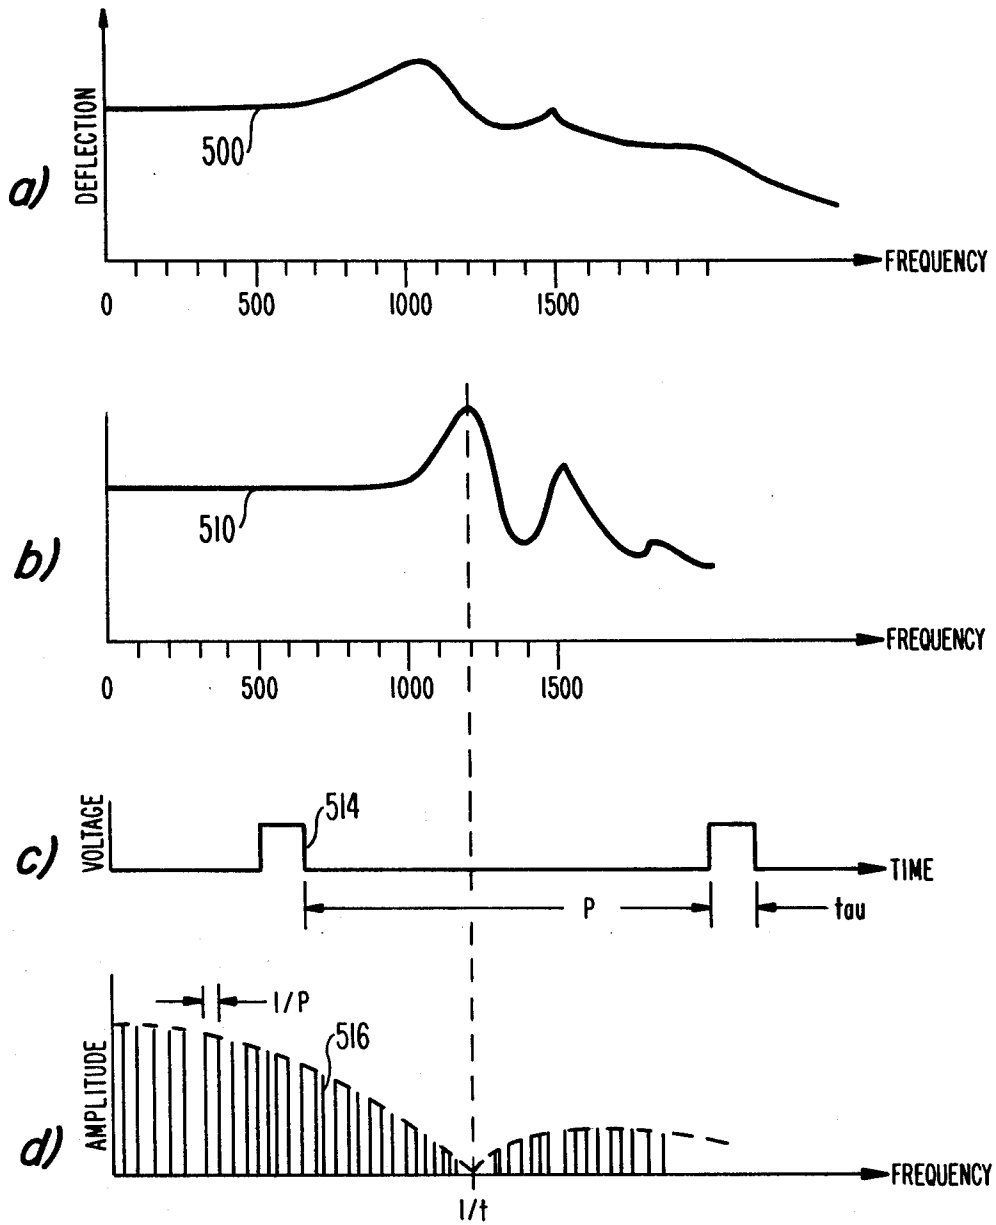 a)
DEFLECTION
500
FREQUENCY
0 500 1000 1500
b)
510
FREQUENCY
0 500 1000 1500
c)
VOLTAGE
514
TIME
P
tau
d)
AMPLITUDE
1/P
516
FREQUENCY
1/t